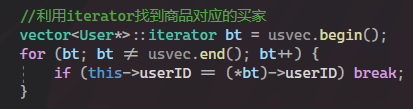 //利用iterator找到商品对应的买家
vector<User*>::iterator bt = usvec.begin();
for (bt; bt ≠ usvec.end(); bt++) {
if (this->userID == (*bt)->userID) break;
}